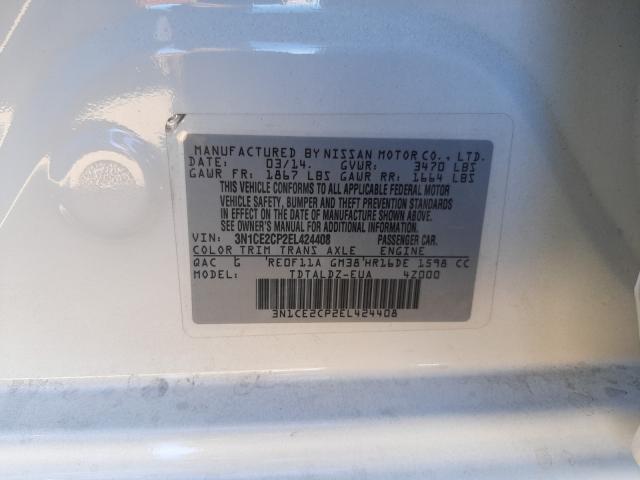 MANUFACTURED BY NISSAN MOTOR CO., LTD.
DATE: 03/14. GVWR: 3470 LBS
GAWR FR: 1867 LBS GAWR RR: 1664 LBS
THIS VEHICLE CONFORMS TO ALL APPLICABLE FEDERAL MOTOR
VEHICLE SAFETY, BUMPER AND THEFT PREVENTION STANDARDS
IN EFFECT ON THE DATE OF MANUFACTURE SHOWN ABOVE.
SEE OWNER'S MANUAL FOR ADDITIONAL INFORMATION.
VIN: 3N1CE2CP2EL424408 PASSENGER CAR.
COLOR TRIM TRANS AXLE ENGINE
QAC G RE0F11A GM38 HR16DE 1598 CC
MODEL: TDTALDZ-EUA 4Z000
3N1CE2CP2EL424408